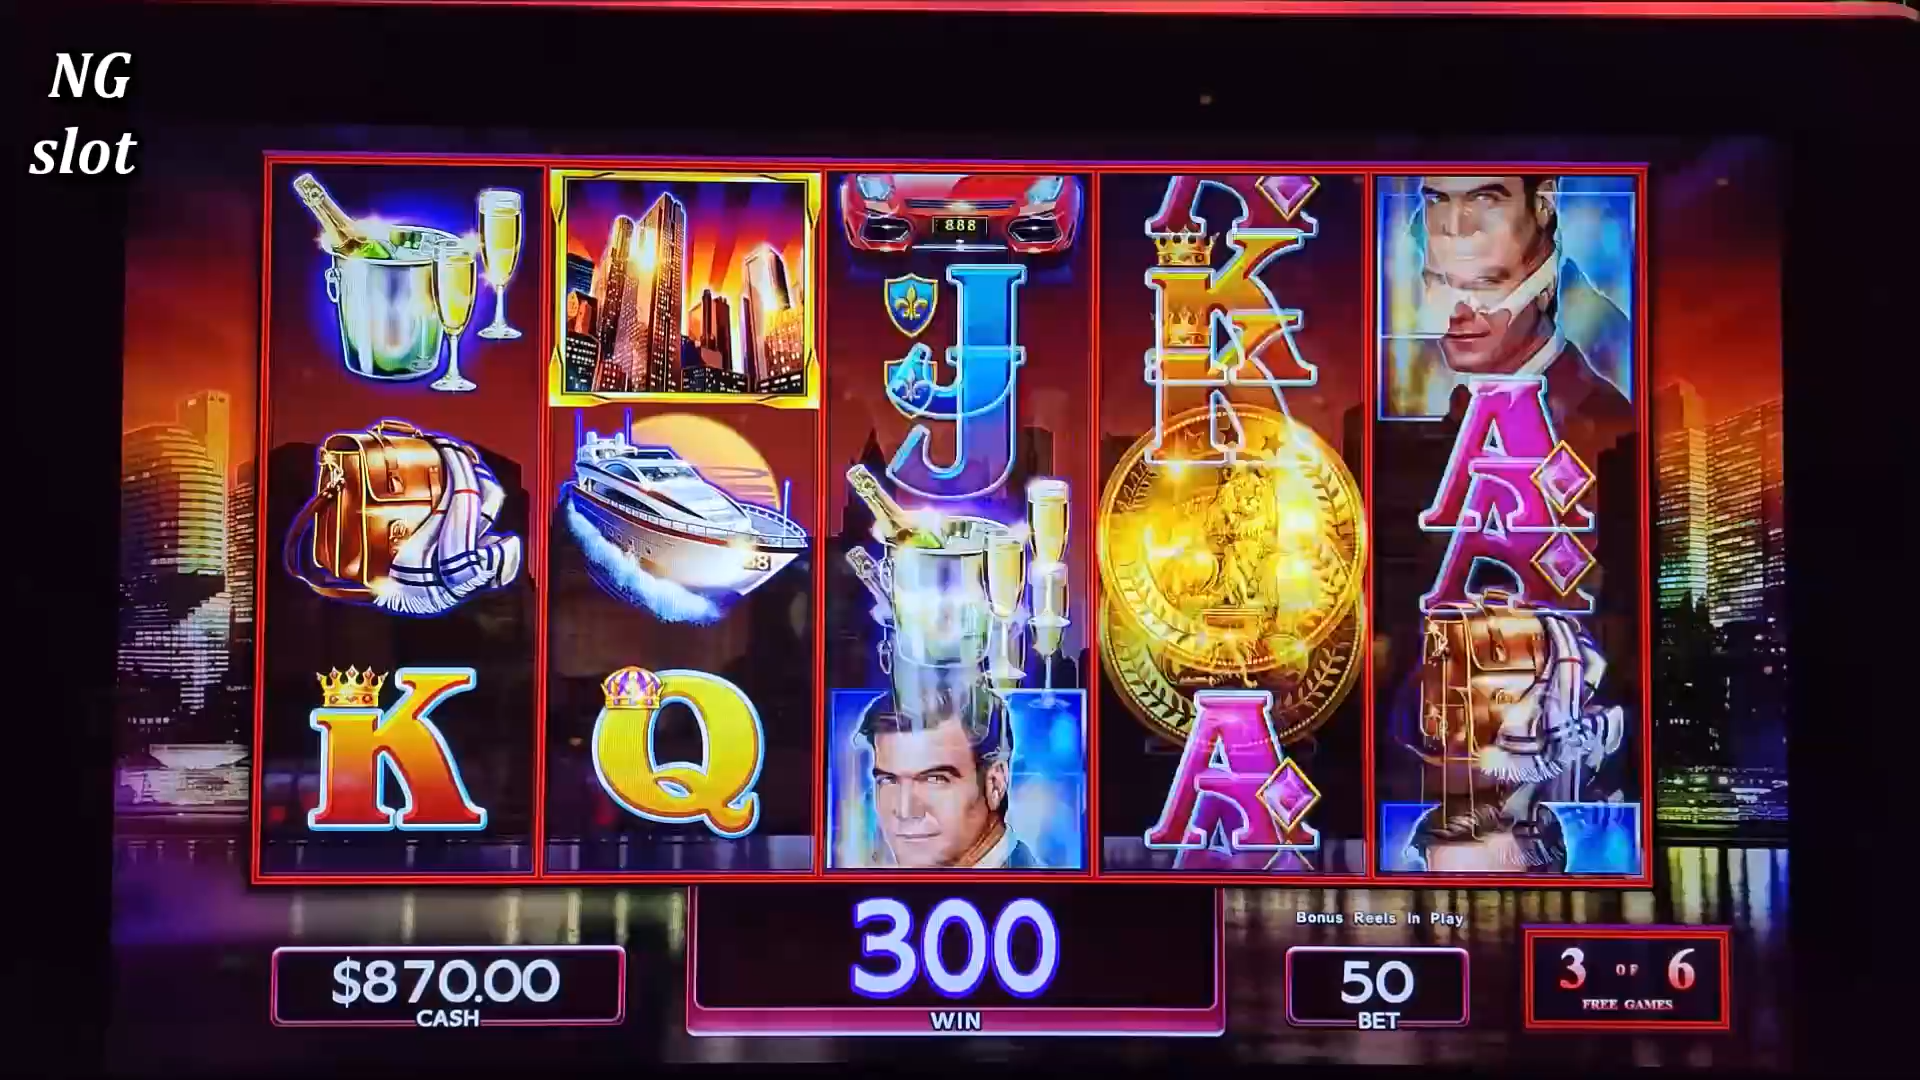 NG
slot
888
J
K
K
A
A
K
Q
A
88
300
WIN
$870.00
CASH
Bonus Reels In Play
50
BET
3 OF 6
FREE GAMES